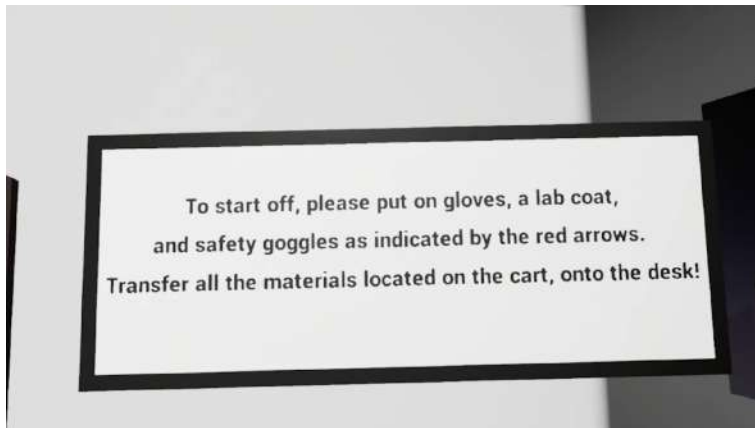 To start off, please put on gloves, a lab coat,
and safety goggles as indicated by the red arrows.
Transfer all the materials located on the cart, onto the desk!